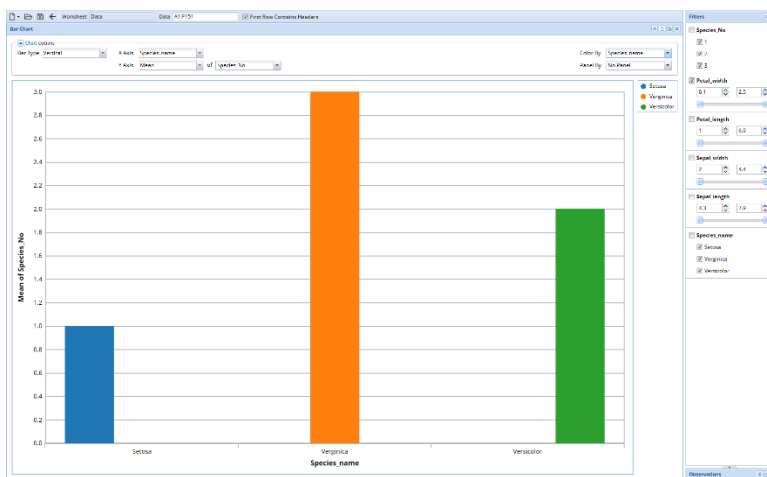 Worksheet Data Data A1:F151 First Row Contains Headers
Bar Chart
Chart Options
Bar Type Vertical X Axis Species_name Color By Species_name
Y Axis Mean of Species_No Panel By No Panel
3.0
2.8
2.6
2.4
2.2
2.0
1.8
1.6
1.4
1.2
1.0
0.8
0.6
0.4
0.2
0.0
Mean of Species_No
Setosa Verginica Versicolor
Species_name
Setosa
Verginica
Versicolor
Filters
Species_No
1
2
3
Petal_width
0.1 2.5
Petal_length
1 6.9
Sepal_width
2 4.4
Sepal_length
4.3 7.9
Species_name
Setosa
Verginica
Versicolor
Observations